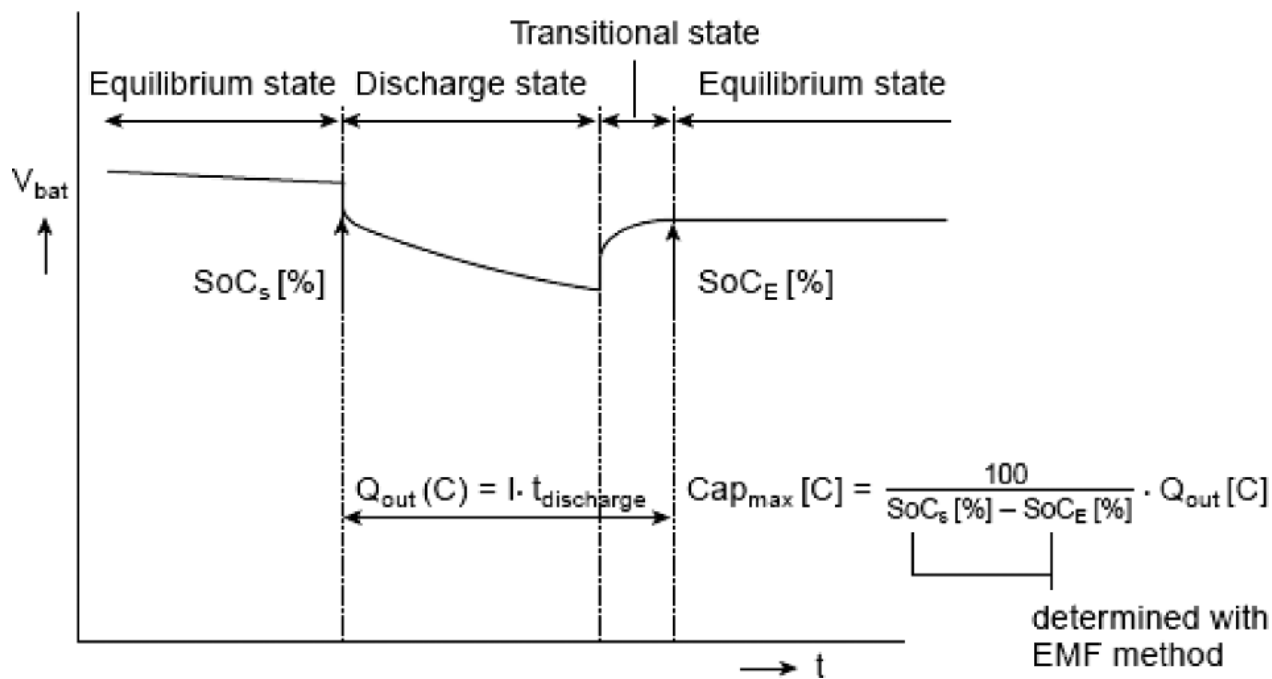 Transitional state
Equilibrium state
Discharge state
Equilibrium state
V_bat
SoC_s [%]
SoC_E [%]
Q_out (C) = I· t_discharge
Cap_max [C] = 100 / (SoC_s [%] – SoC_E [%]) · Q_out [C]
determined with
EMF method
t